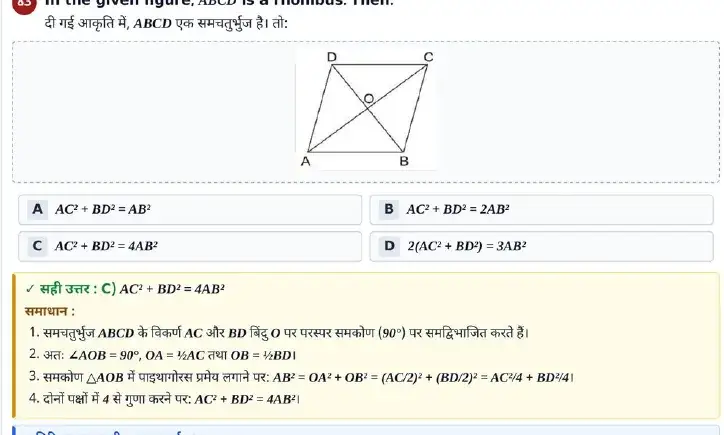 83 In the given figure, ABCD is a rhombus. Then:
दी गई आकृति में, ABCD एक समचतुर्भुज है। तो:
D C
O
A B
A AC² + BD² = AB²
B AC² + BD² = 2AB²
C AC² + BD² = 4AB²
D 2(AC² + BD²) = 3AB²
✓ सही उत्तर : C) AC² + BD² = 4AB²
समाधान :
1. समचतुर्भुज ABCD के विकर्ण AC और BD बिंदु O पर परस्पर समकोण (90°) पर समद्विभाजित करते हैं।
2. अतः ∠AOB = 90°, OA = ½AC तथा OB = ½BD।
3. समकोण △AOB में पाइथागोरस प्रमेय लगाने पर: AB² = OA² + OB² = (AC/2)² + (BD/2)² = AC²/4 + BD²/4।
4. दोनों पक्षों में 4 से गुणा करने पर: AC² + BD² = 4AB²।